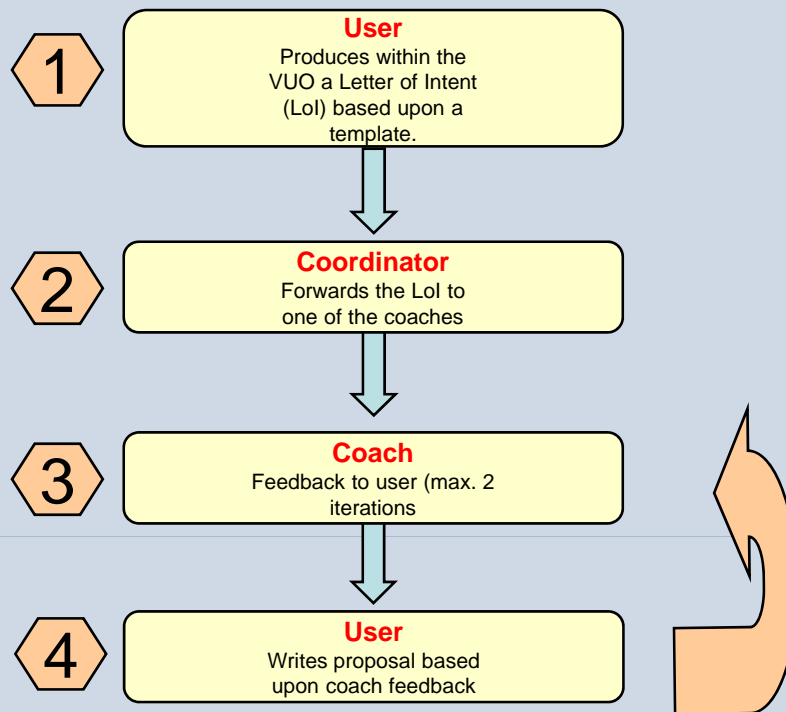 1
User
Produces within the
VUO a Letter of Intent
(LoI) based upon a
template.
2
Coordinator
Forwards the LoI to
one of the coaches
3
Coach
Feedback to user (max. 2
iterations
4
User
Writes proposal based
upon coach feedback